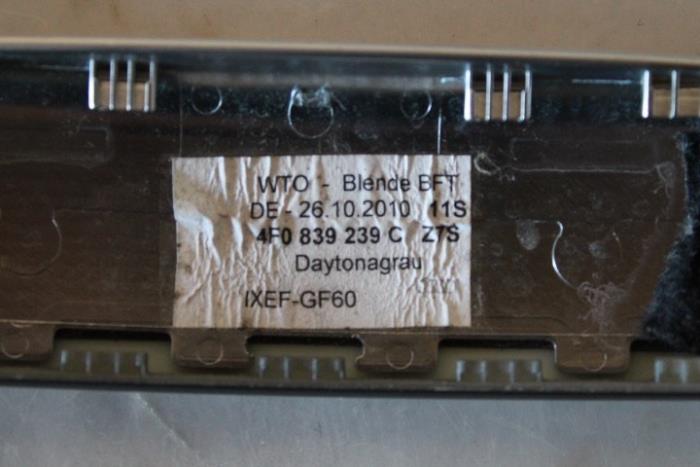 WTO - Blende BFT
DE - 26.10.2010 11S
4F0 839 239 C Z7S
Daytonagrau
IXEF-GF60